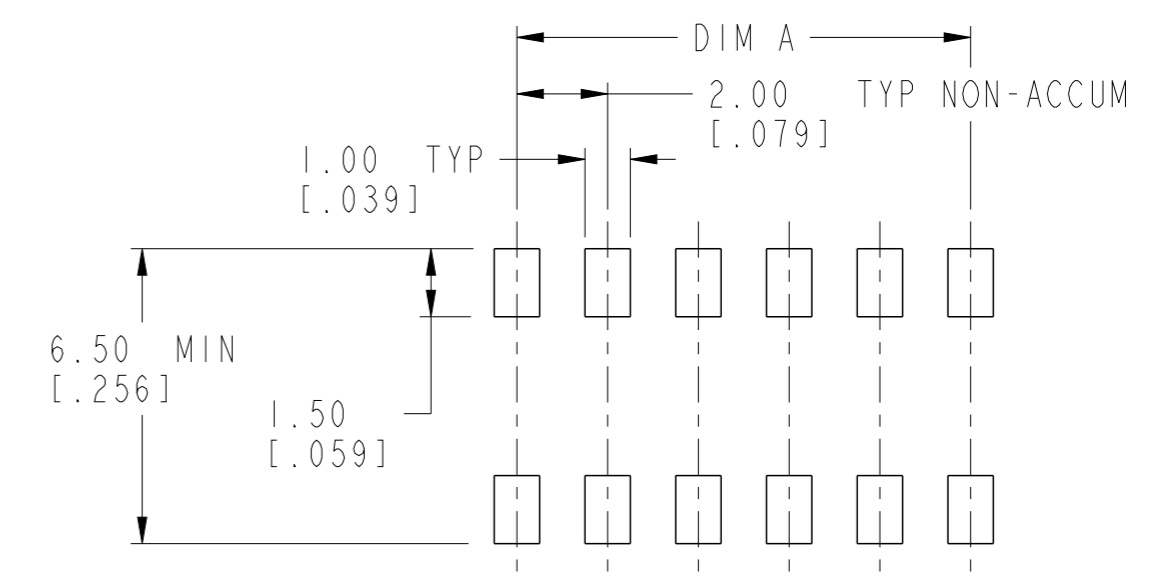 DIM A
2.00 TYP NON-ACCUM
[.079]
1.00 TYP
[.039]
6.50 MIN
[.256]
1.50
[.059]